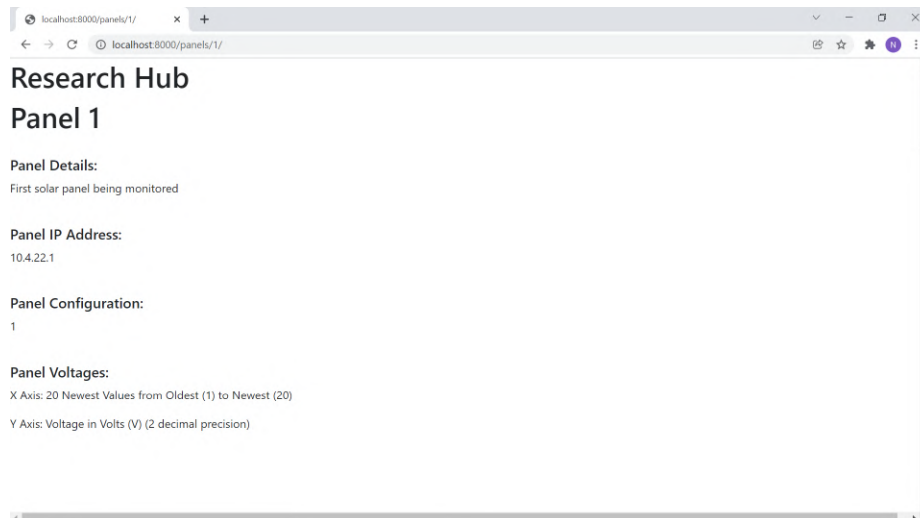 localhost:8000/panels/1/
localhost:8000/panels/1/
N
Research Hub
Panel 1
Panel Details:
First solar panel being monitored
Panel IP Address:
10.4.22.1
Panel Configuration:
1
Panel Voltages:
X Axis: 20 Newest Values from Oldest (1) to Newest (20)
Y Axis: Voltage in Volts (V) (2 decimal precision)